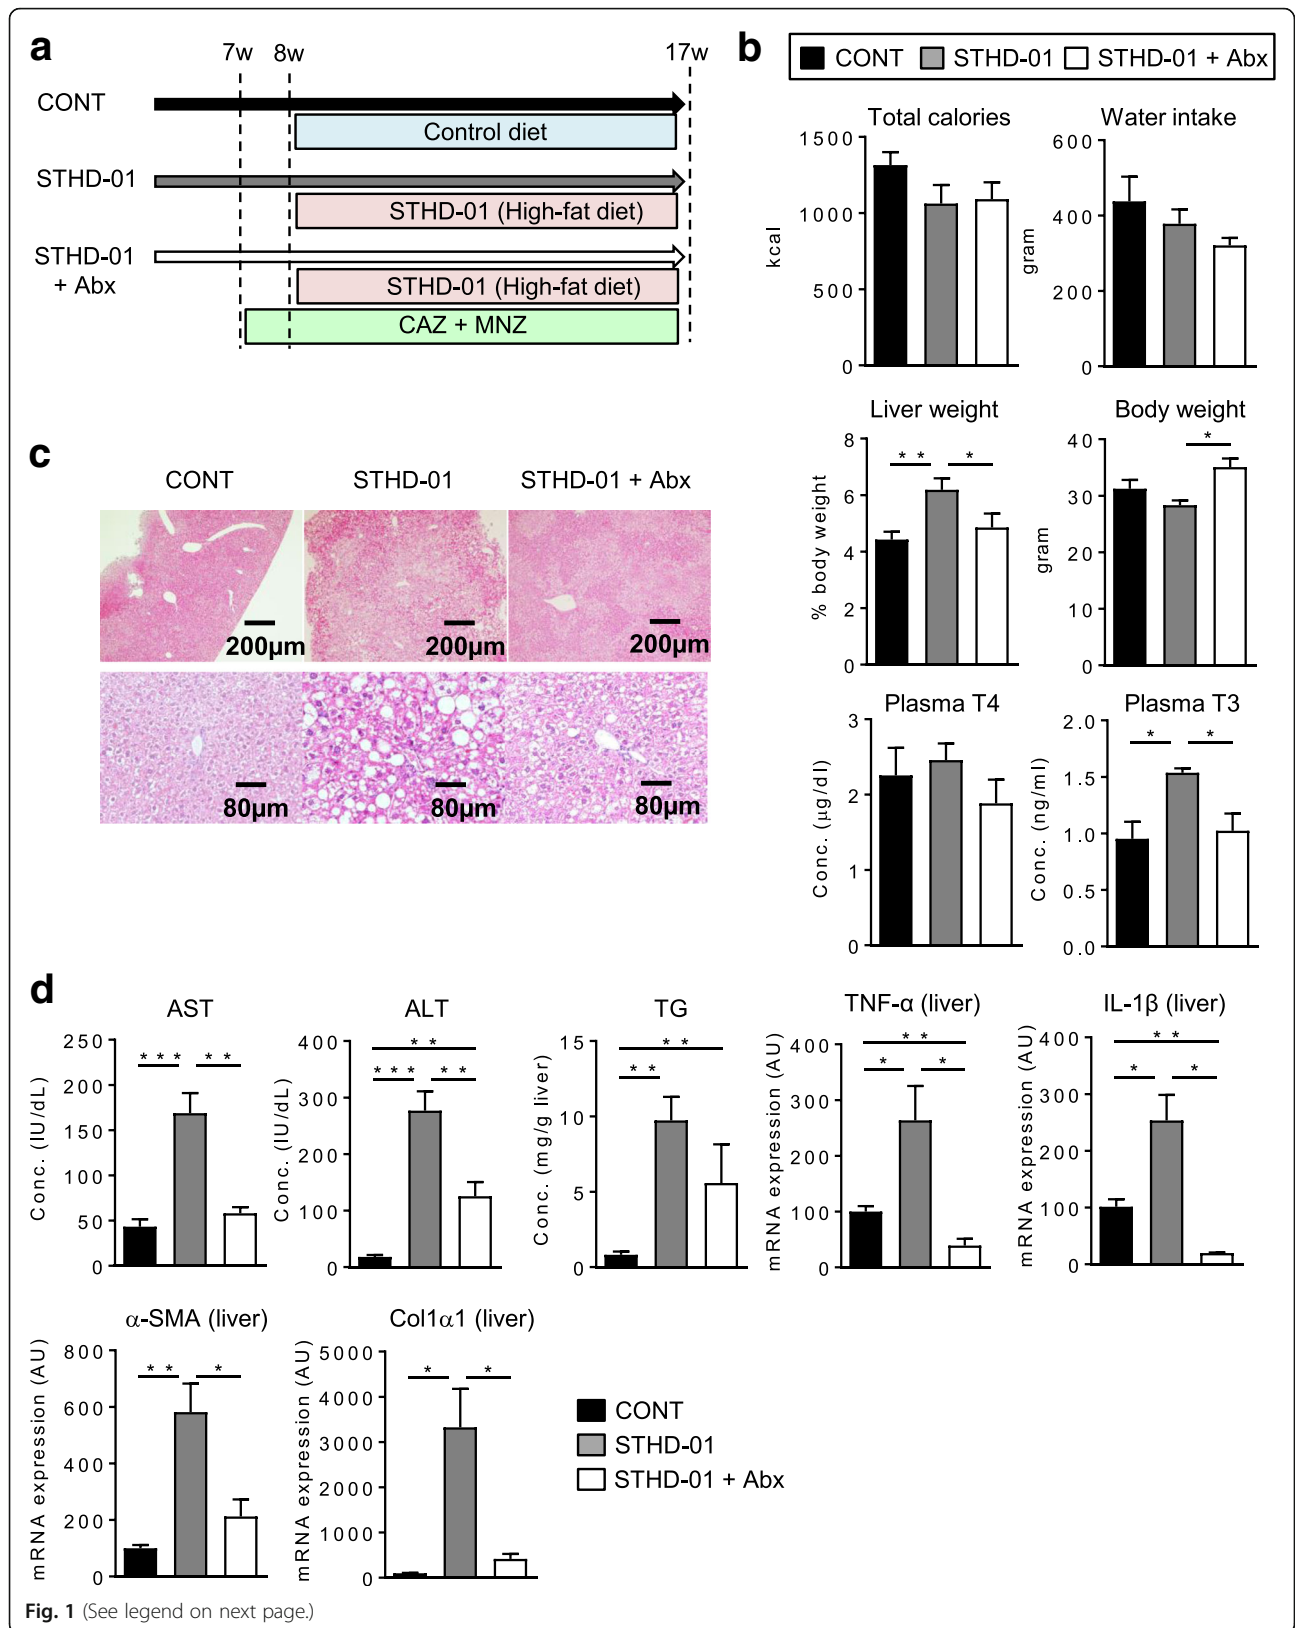 a
7w
8w
17w
CONT
Control diet
STHD-01
STHD-01 (High-fat diet)
STHD-01
+ Abx
STHD-01 (High-fat diet)
CAZ + MNZ
b
CONT
STHD-01
STHD-01 + Abx
Total calories
kcal
1500
1000
500
0
Water intake
gram
600
400
200
0
Liver weight
% body weight
8
6
4
2
0
* *
*
Body weight
gram
40
30
20
10
0
*
Plasma T4
Conc. (µg/dl)
3
2
1
0
Plasma T3
Conc. (ng/ml)
2.0
1.5
1.0
0.5
0.0
*
*
c
CONT
STHD-01
STHD-01 + Abx
200µm
200µm
200µm
80µm
80µm
80µm
d
AST
Conc. (IU/dL)
250
200
150
100
50
0
* * *
* *
ALT
Conc. (IU/dL)
400
300
200
100
0
* *
* * *
* *
TG
Conc. (mg/g liver)
15
10
5
0
* *
* *
TNF-α (liver)
mRNA expression (AU)
400
300
200
100
0
* *
*
*
IL-1β (liver)
mRNA expression (AU)
400
300
200
100
0
* *
*
*
α-SMA (liver)
mRNA expression (AU)
800
600
400
200
0
* *
*
Col1α1 (liver)
mRNA expression (AU)
5000
4000
3000
2000
1000
0
*
*
CONT
STHD-01
STHD-01 + Abx
Fig. 1 (See legend on next page.)